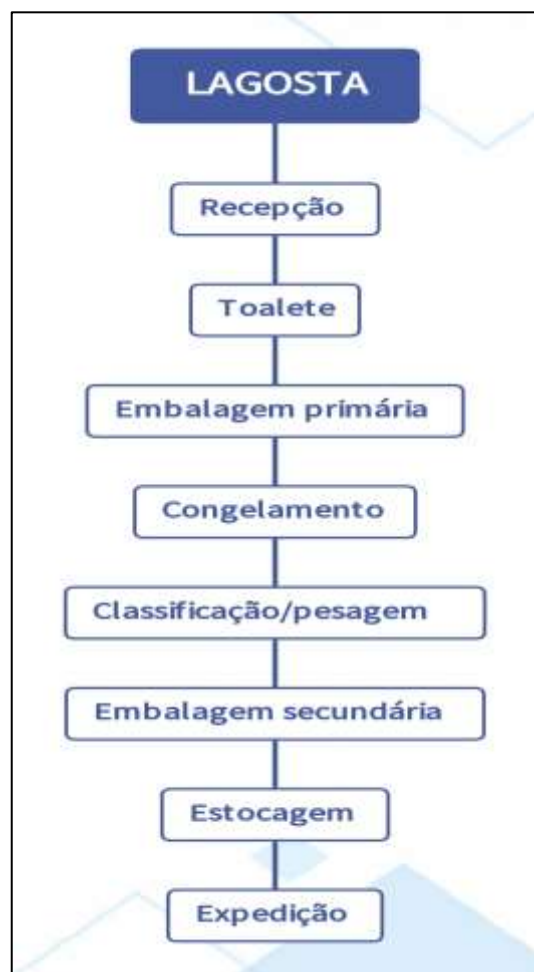 LAGOSTA
Recepção
Toalete
Embalagem primária
Congelamento
Classificação/pesagem
Embalagem secundária
Estocagem
Expedição